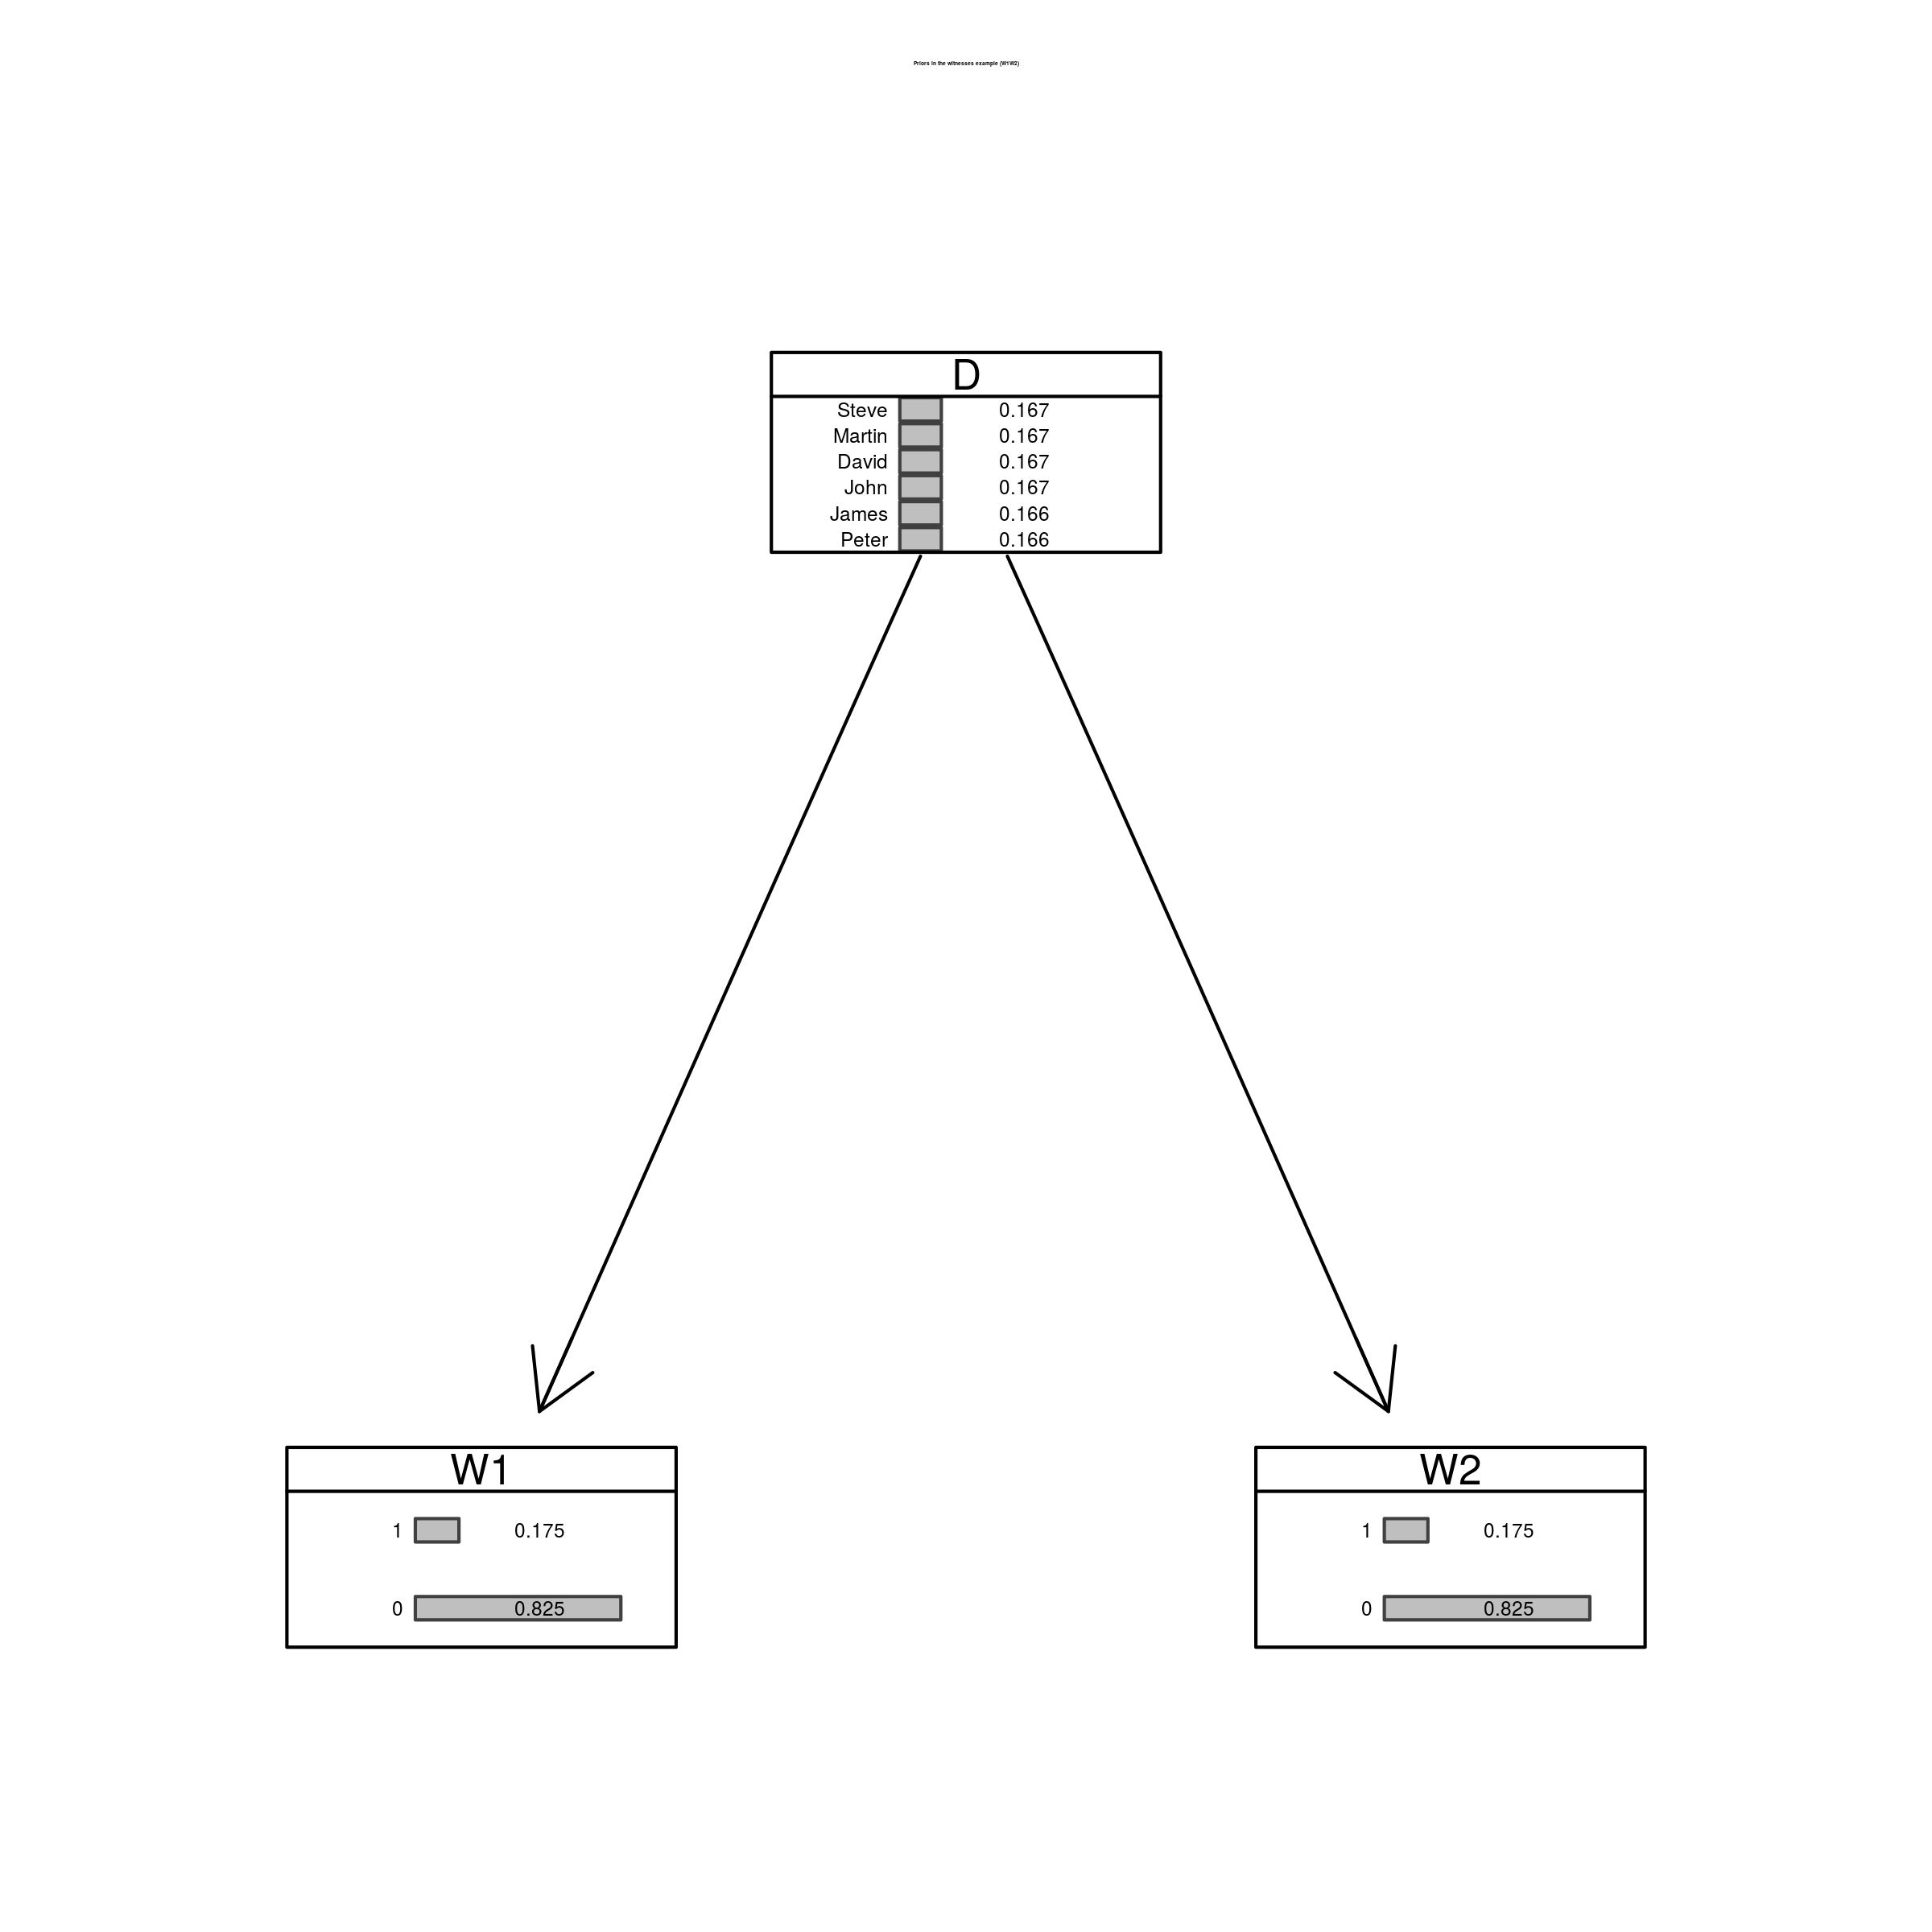 Priors in the witnesses example (W1W2)
D
Steve 0.167
Martin 0.167
David 0.167
John 0.167
James 0.166
Peter 0.166
W1
1 0.175
0 0.825
W2
1 0.175
0 0.825